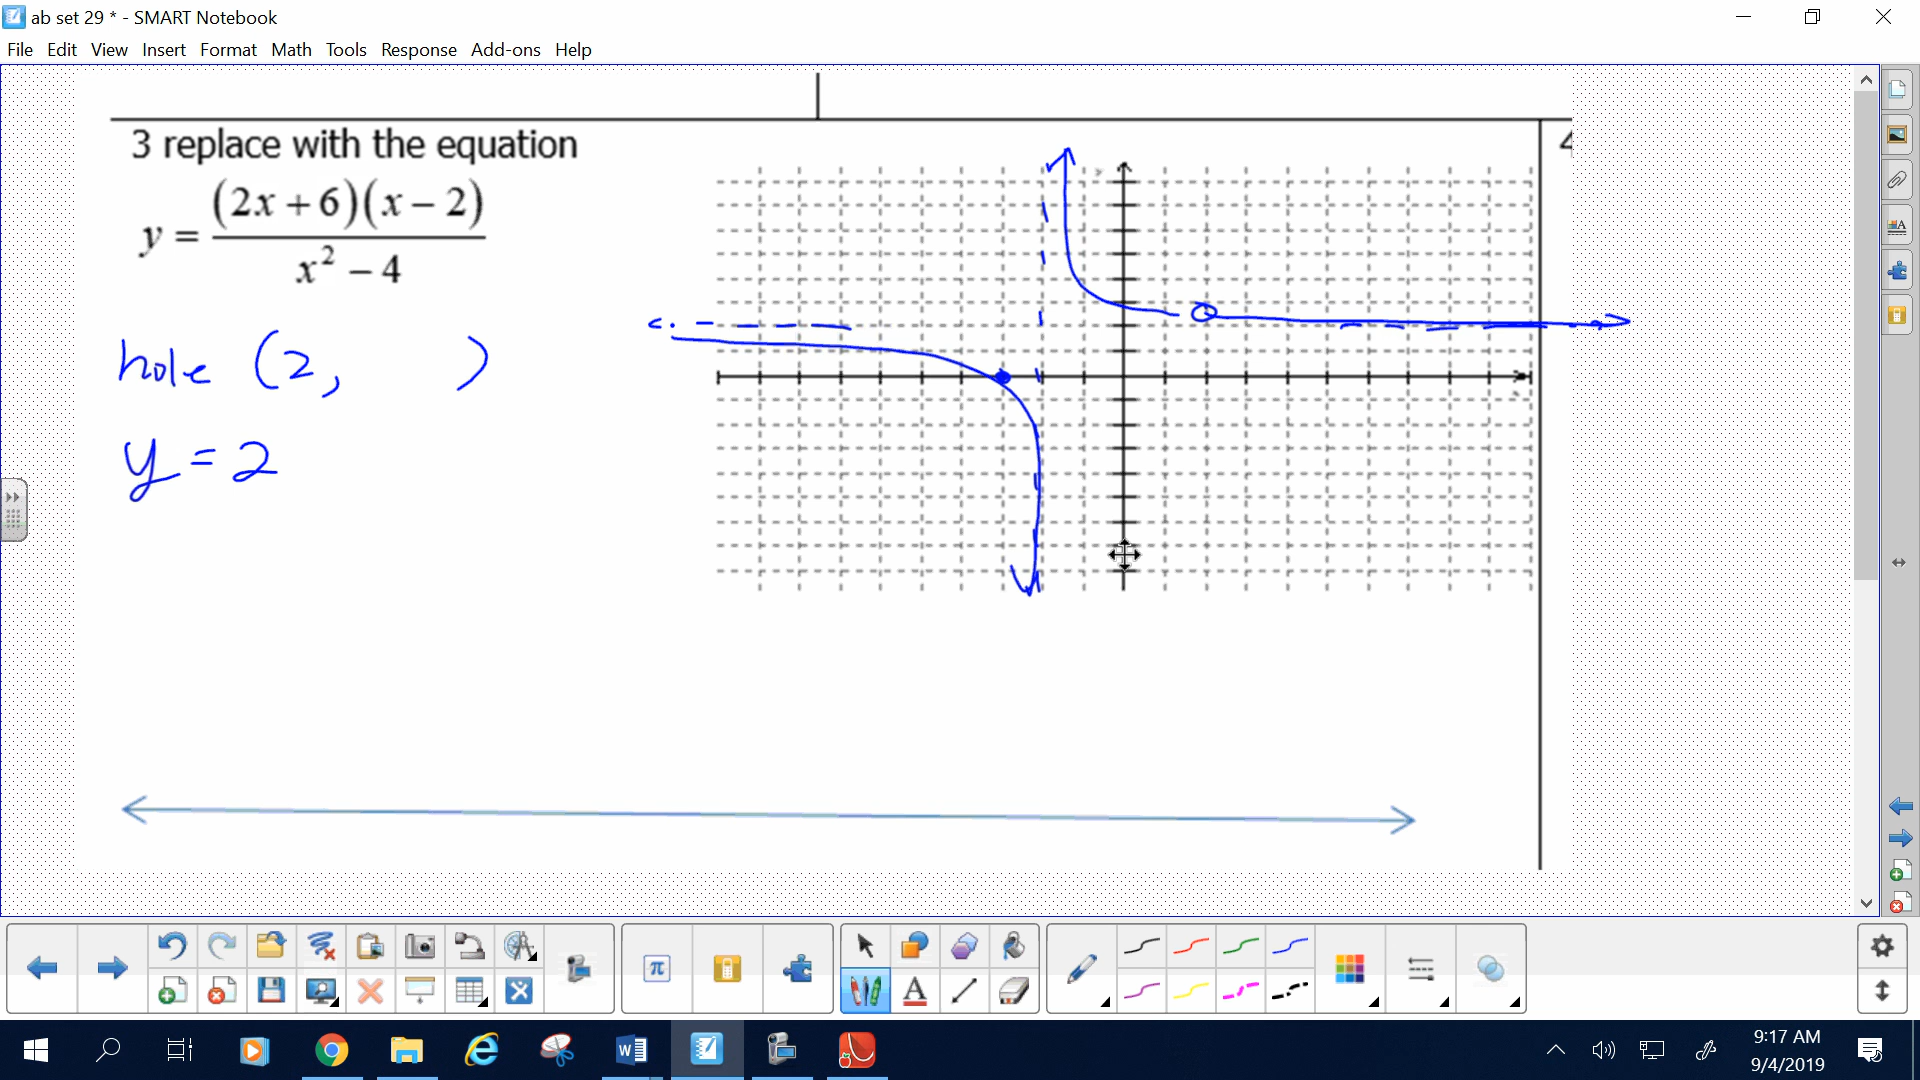 ab set 29 * - SMART Notebook
File Edit View Insert Format Math Tools Response Add-ons Help
3 replace with the equation
y = (2x + 6)(x − 2) / x² − 4
hole (2, )
y = 2
π
A
9:17 AM
9/4/2019